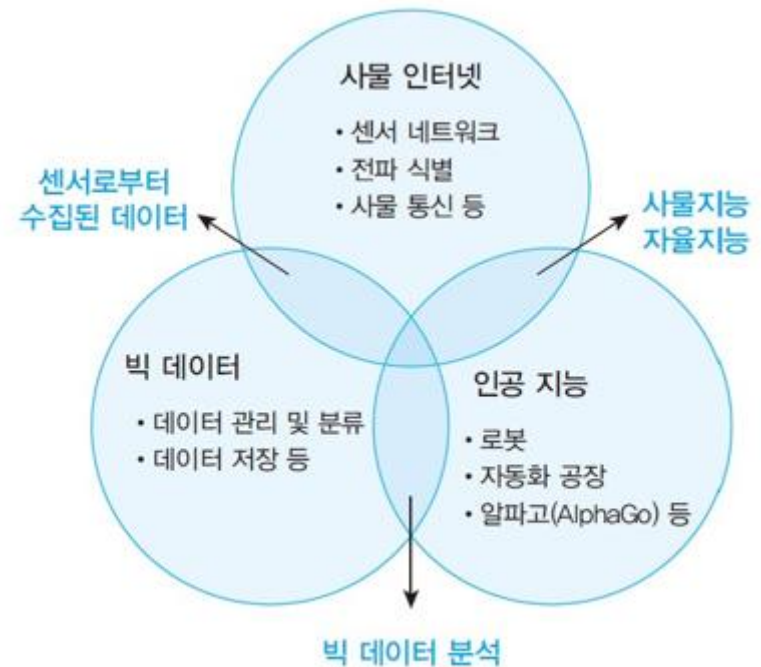 사물 인터넷
• 센서 네트워크
• 전파 식별
• 사물 통신 등
센서로부터
수집된 데이터
사물지능
자율지능
빅 데이터
• 데이터 관리 및 분류
• 데이터 저장 등
인공 지능
• 로봇
• 자동화 공장
• 알파고(AlphaGo) 등
빅 데이터 분석